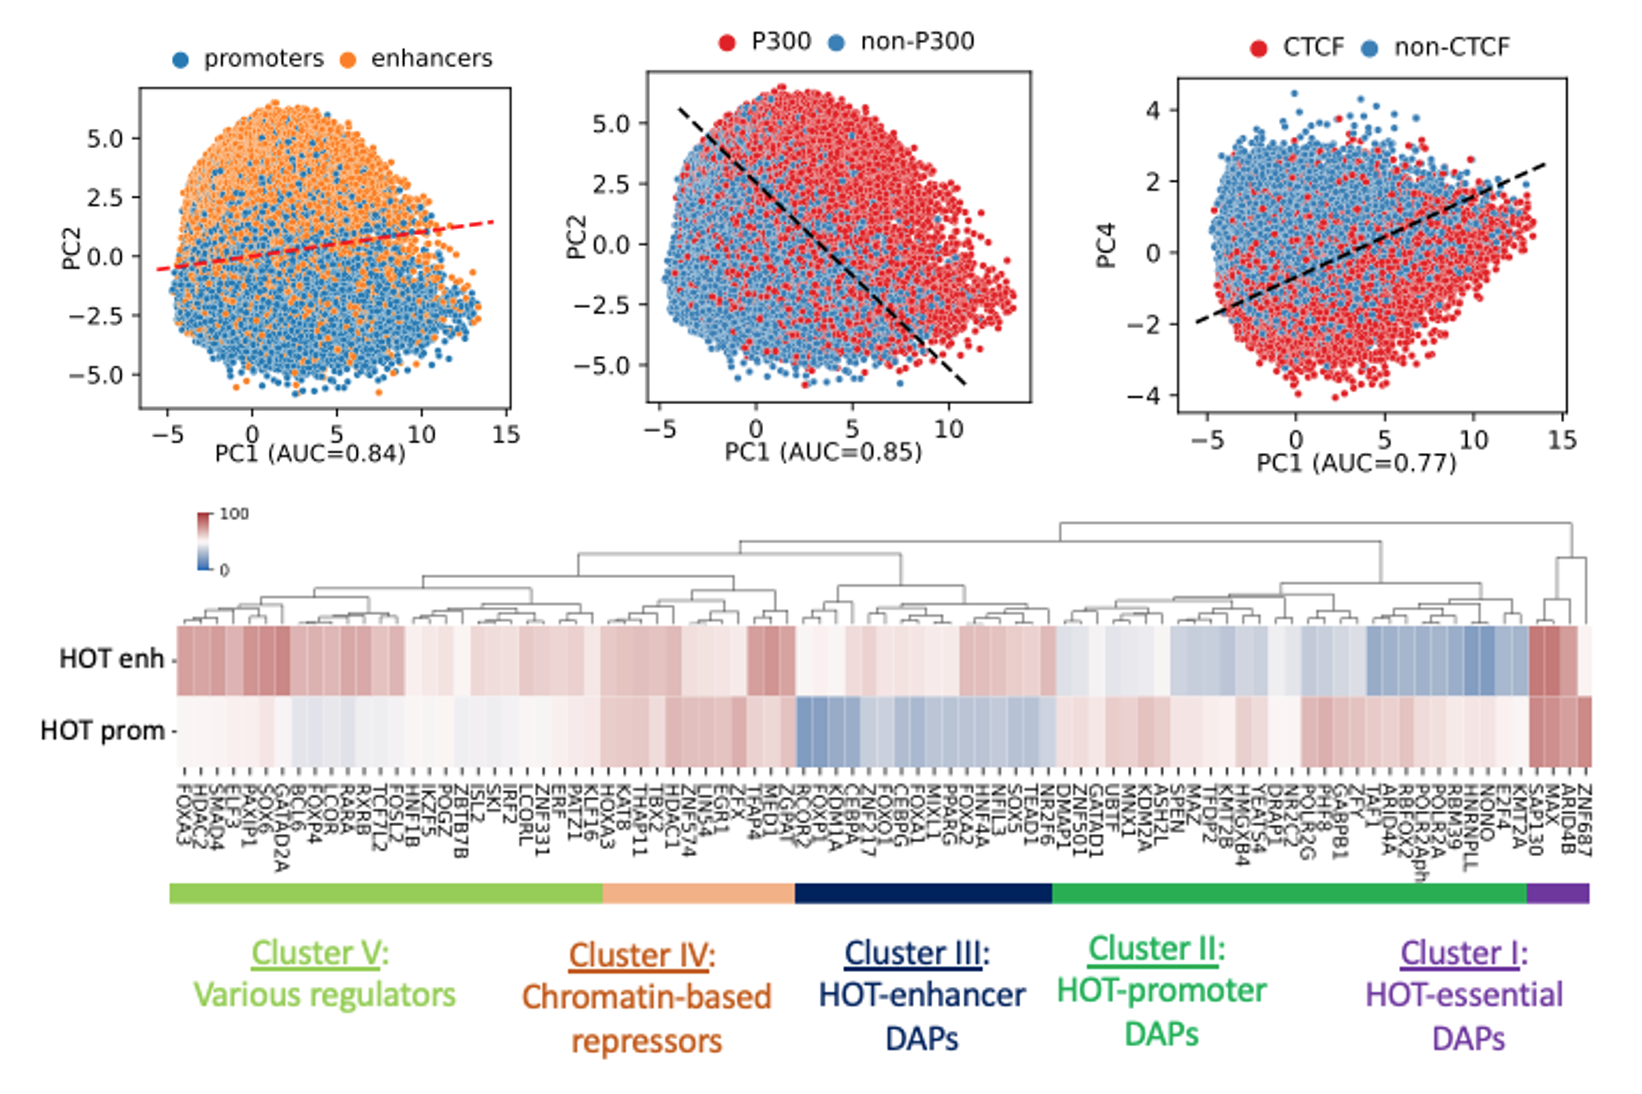 promoters enhancers
P300 non-P300
CTCF non-CTCF
5.0
2.5
0.0
−2.5
−5.0
PC2
−5 0 5 10 15
PC1 (AUC=0.84)
5.0
2.5
0.0
−2.5
−5.0
PC2
−5 0 5 10
PC1 (AUC=0.85)
4
2
0
−2
−4
PC4
−5 0 5 10 15
PC1 (AUC=0.77)
100
0
HOT enh
HOT prom
FOXA3
HDAC2
SMAD4
ELF3
PAXIP1
SOX6
GATAD2A
BCL6
FOXP4
LCOR
RARA
RXRB
TCF7L2
FOSL2
HNF1B
IKZF5
POGZ
ZBTB7B
ISL2
SKI
IRF2
LCORL
ZNF331
ERF
PATZ1
KLF16
HOXA3
KAT8
THAP11
TBX2
HDAC1
ZNF574
LIN54
EGR1
ZFX
TFAP4
MED1
ZGPAT
RCOR2
FOXP1
KDM1A
CEBPA
ZNF217
FOXO1
CEBPG
FOXA1
MIXL1
PPARG
FOXA2
HNF4A
NFIL3
SOX5
TEAD1
NR2F6
DMAP1
ZNF501
GATAD1
UBTF
MNX1
KDM2A
ASH2L
SPEN
MAZ
TFDP2
KMT2B
HMGXB4
YEATS4
DRAP1
NR2C2
POLR2G
PHF8
GABPB1
ZFY
TAF1
ARID4A
RBFOX2
POLR2Aph
POLR2A
RBM39
HNRNPLL
NONO
E2F4
KMT2A
SAP130
MAX
ARID4B
ZNF687
Cluster V:
Various regulators
Cluster IV:
Chromatin-based
repressors
Cluster III:
HOT-enhancer
DAPs
Cluster II:
HOT-promoter
DAPs
Cluster I:
HOT-essential
DAPs